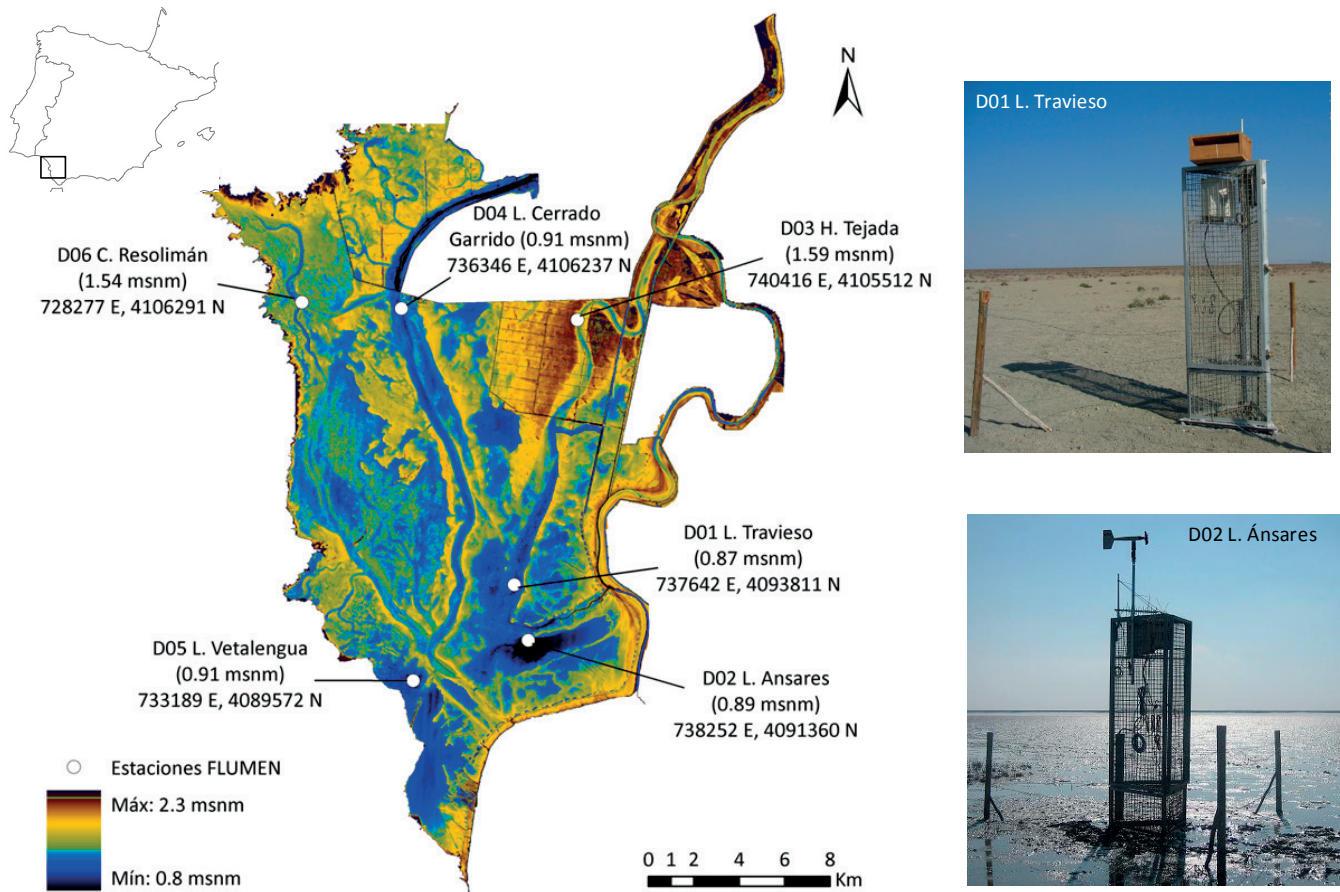 N
D04 L. Cerrado
Garrido (0.91 msnm)
736346 E, 4106237 N
D03 H. Tejada
(1.59 msnm)
740416 E, 4105512 N
D06 C. Resolimán
(1.54 msnm)
728277 E, 4106291 N
D01 L. Travieso
(0.87 msnm)
737642 E, 4093811 N
D05 L. Vetalengua
(0.91 msnm)
733189 E, 4089572 N
D02 L. Ansares
(0.89 msnm)
738252 E, 4091360 N
Estaciones FLUMEN
Máx: 2.3 msnm
Mín: 0.8 msnm
0 1 2 4 6 8
Km
D01 L. Travieso
D02 L. Ánsares